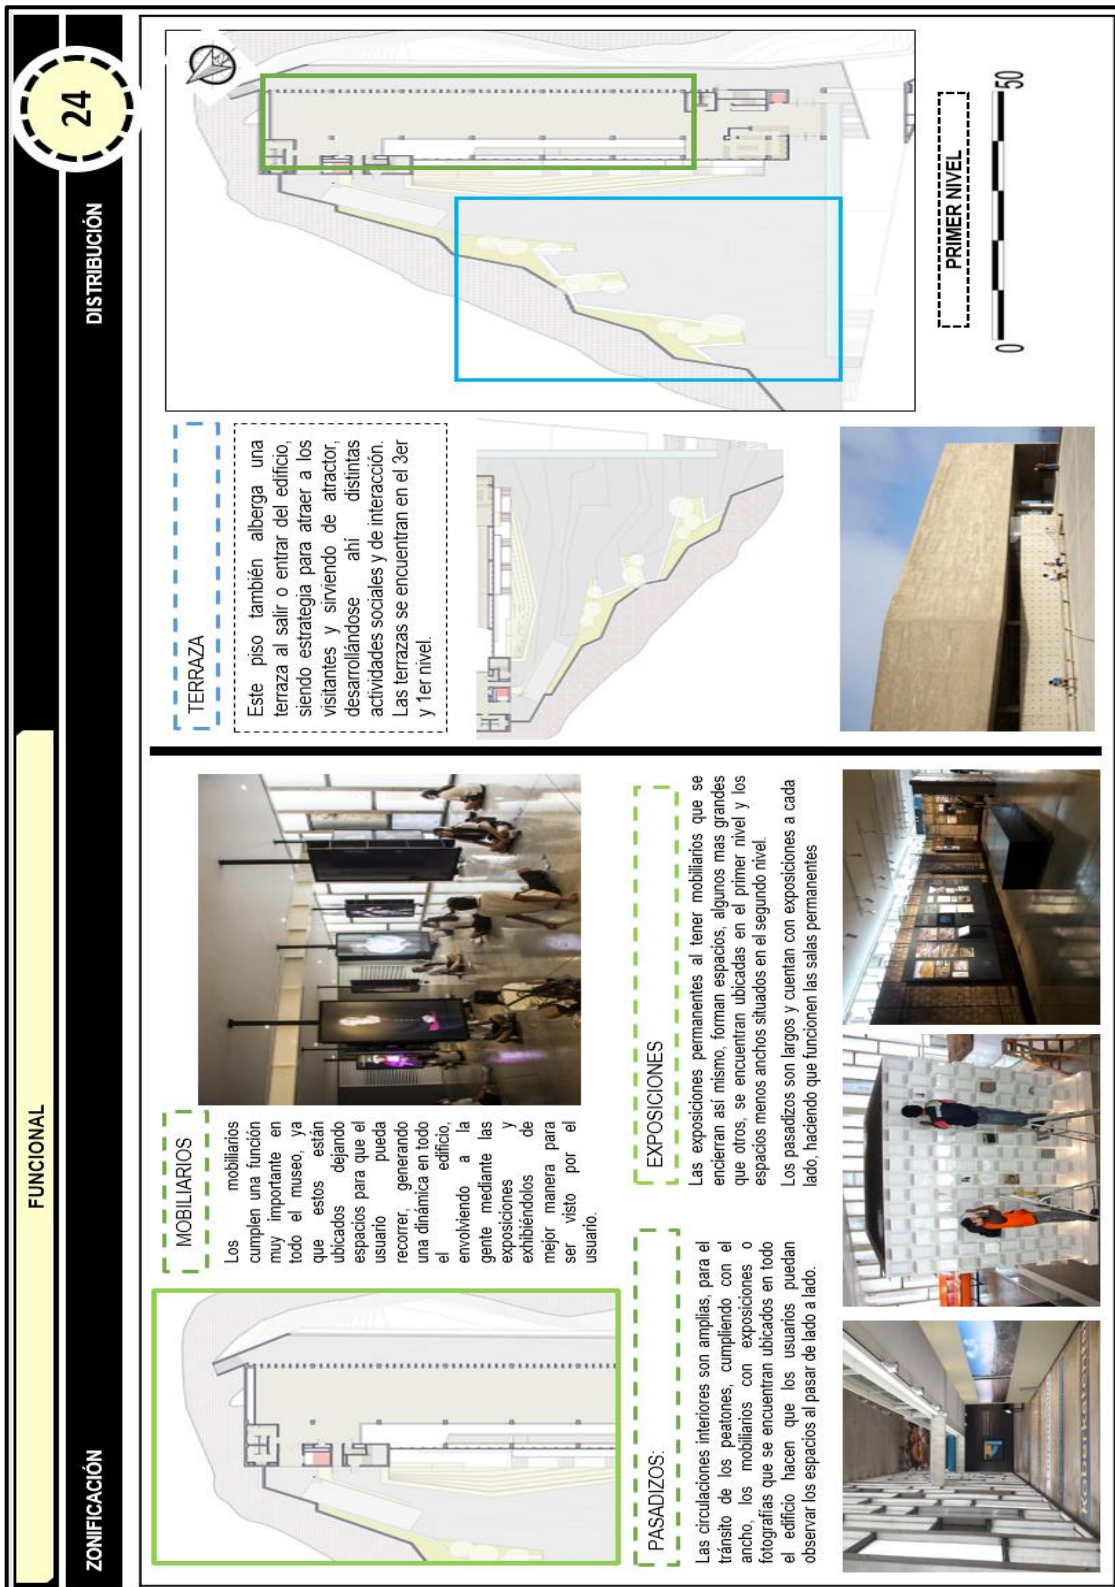 FUNCIONAL
24
ZONIFICACIÓN
DISTRIBUCIÓN
MOBILIARIOS
Los mobiliarios
cumplen una función
muy importante en
todo el museo, ya
que estos están
ubicados dejando
espacios para que el
usuario pueda
recorrer, generando
una dinámica en todo
el edificio,
envolviendo a la
gente mediante las
exposiciones y
exhibiéndolos de
mejor manera para
ser visto por el
usuario.
PASADIZOS:
Las circulaciones interiores son amplias, para el
tránsito de los peatones, cumpliendo con el
ancho, los mobiliarios con exposiciones o
fotografías que se encuentran ubicados en todo
el edificio hacen que los usuarios puedan
observar los espacios al pasar de lado a lado.
EXPOSICIONES
Las exposiciones permanentes al tener mobiliarios que se
encierran así mismo, forman espacios, algunos mas grandes
que otros, se encuentran ubicadas en el primer nivel y los
espacios menos anchos situados en el segundo nivel.
Los pasadizos son largos y cuentan con exposiciones a cada
lado, haciendo que funcionen las salas permanentes
TERRAZA
Este piso también alberga una
terraza al salir o entrar del edificio,
siendo estrategia para atraer a los
visitantes y sirviendo de atractor,
desarrollándose ahí distintas
actividades sociales y de interacción.
Las terrazas se encuentran en el 3er
y 1er nivel.
PRIMER NIVEL
0 50